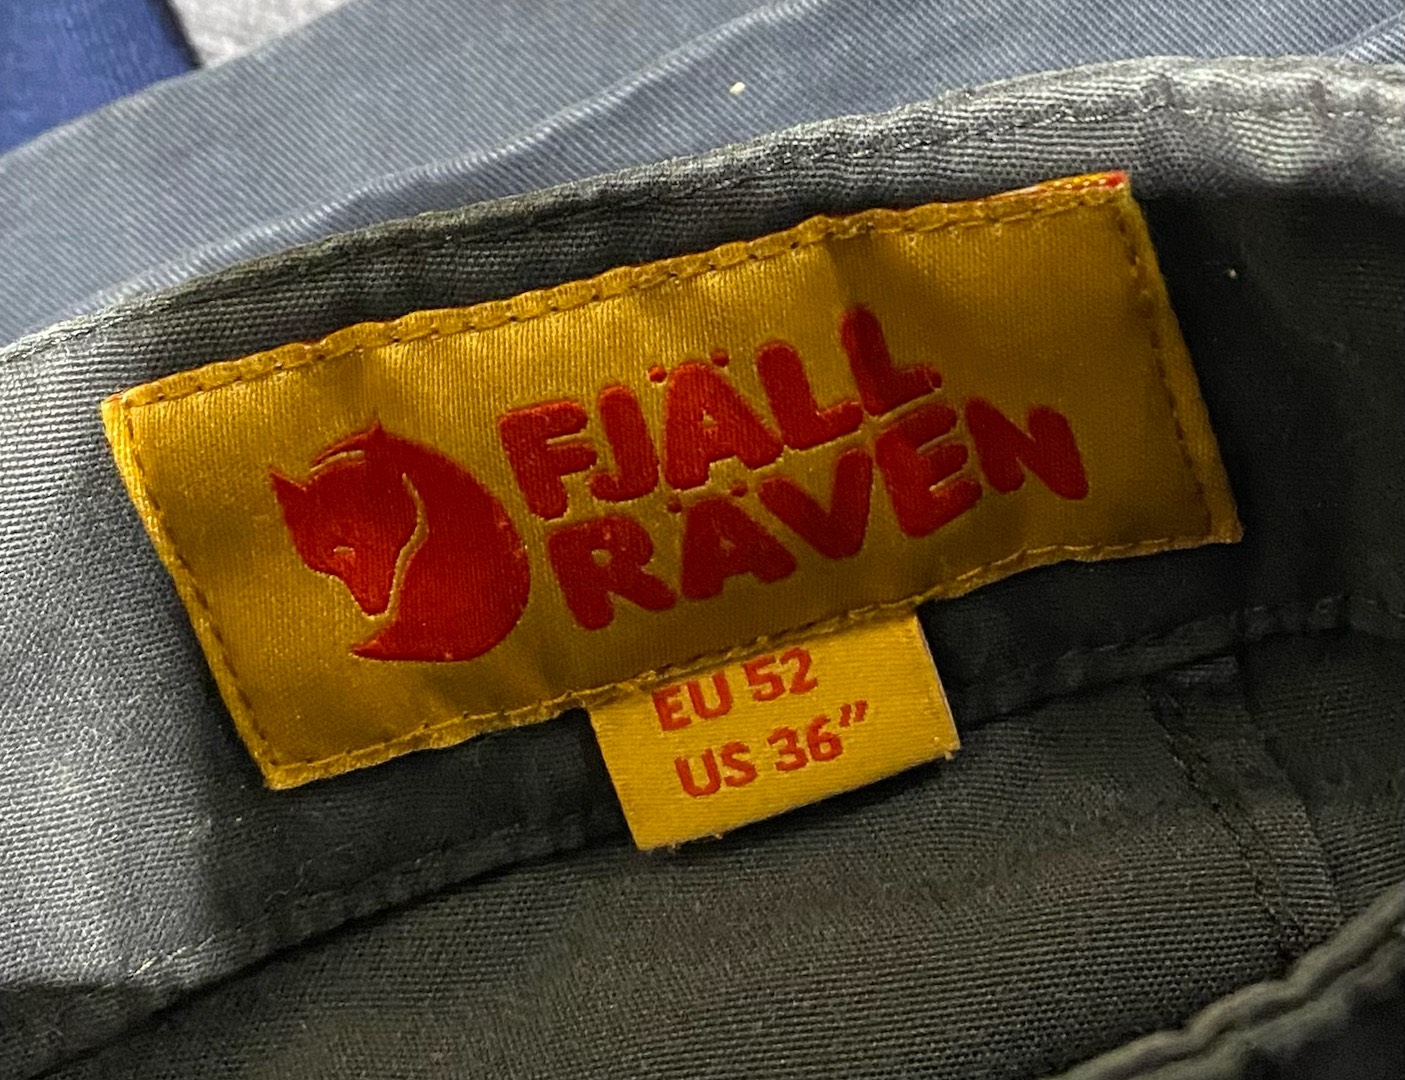 FJÄLL
RÄVEN
EU 52
US 36"